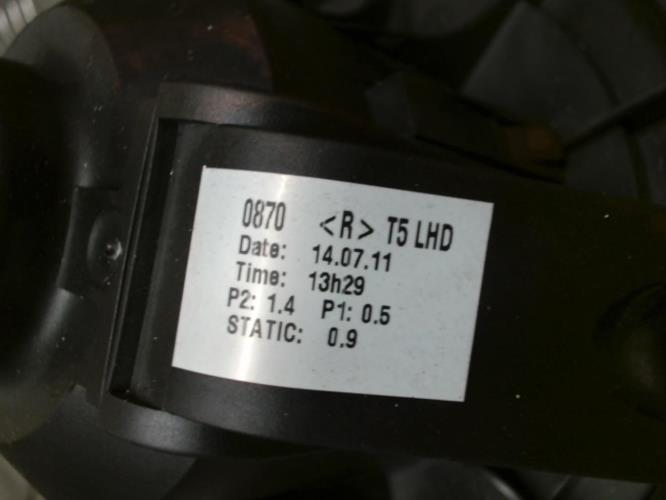 0870 <R> T5 LHD
Date: 14.07.11
Time: 13h29
P2: 1.4 P1: 0.5
STATIC: 0.9